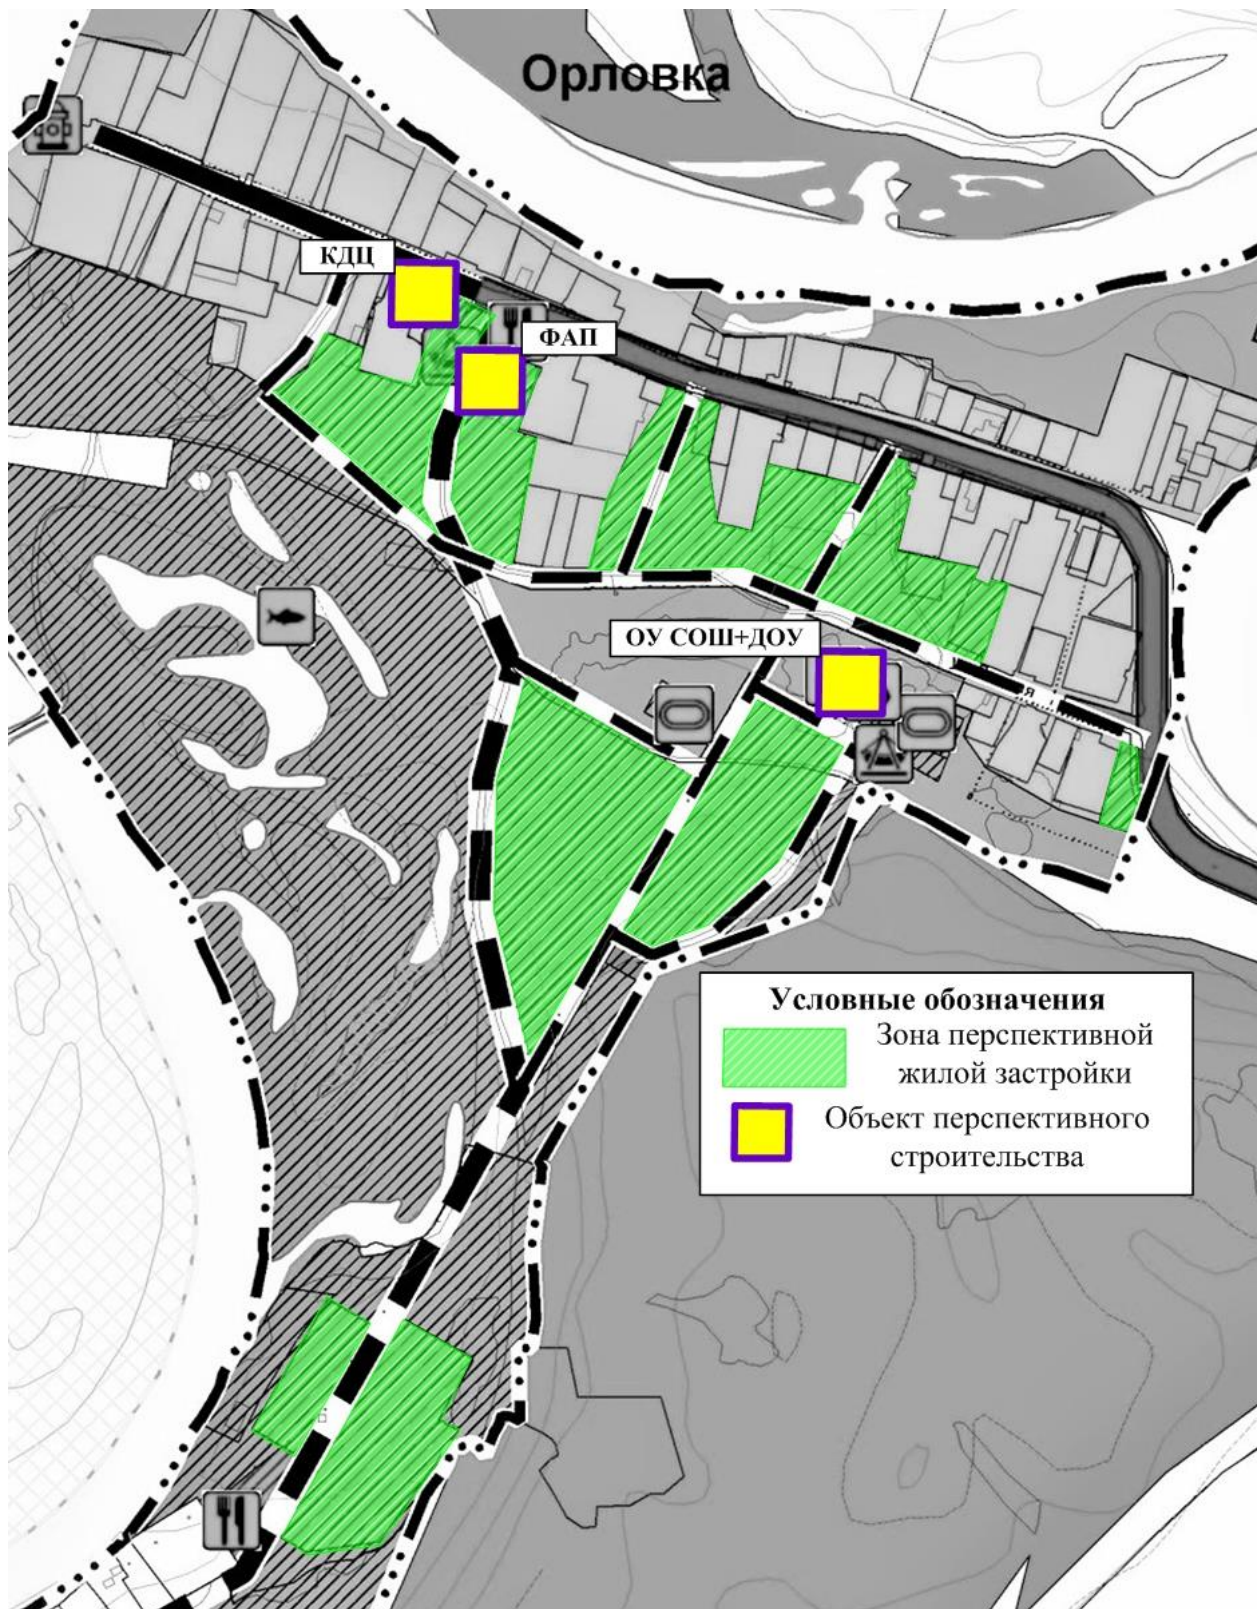 Орловка
КДЦ
ФАП
ОУ СОШ+ДОУ
Я
Условные обозначения
Зона перспективной
жилой застройки
Объект перспективного
строительства